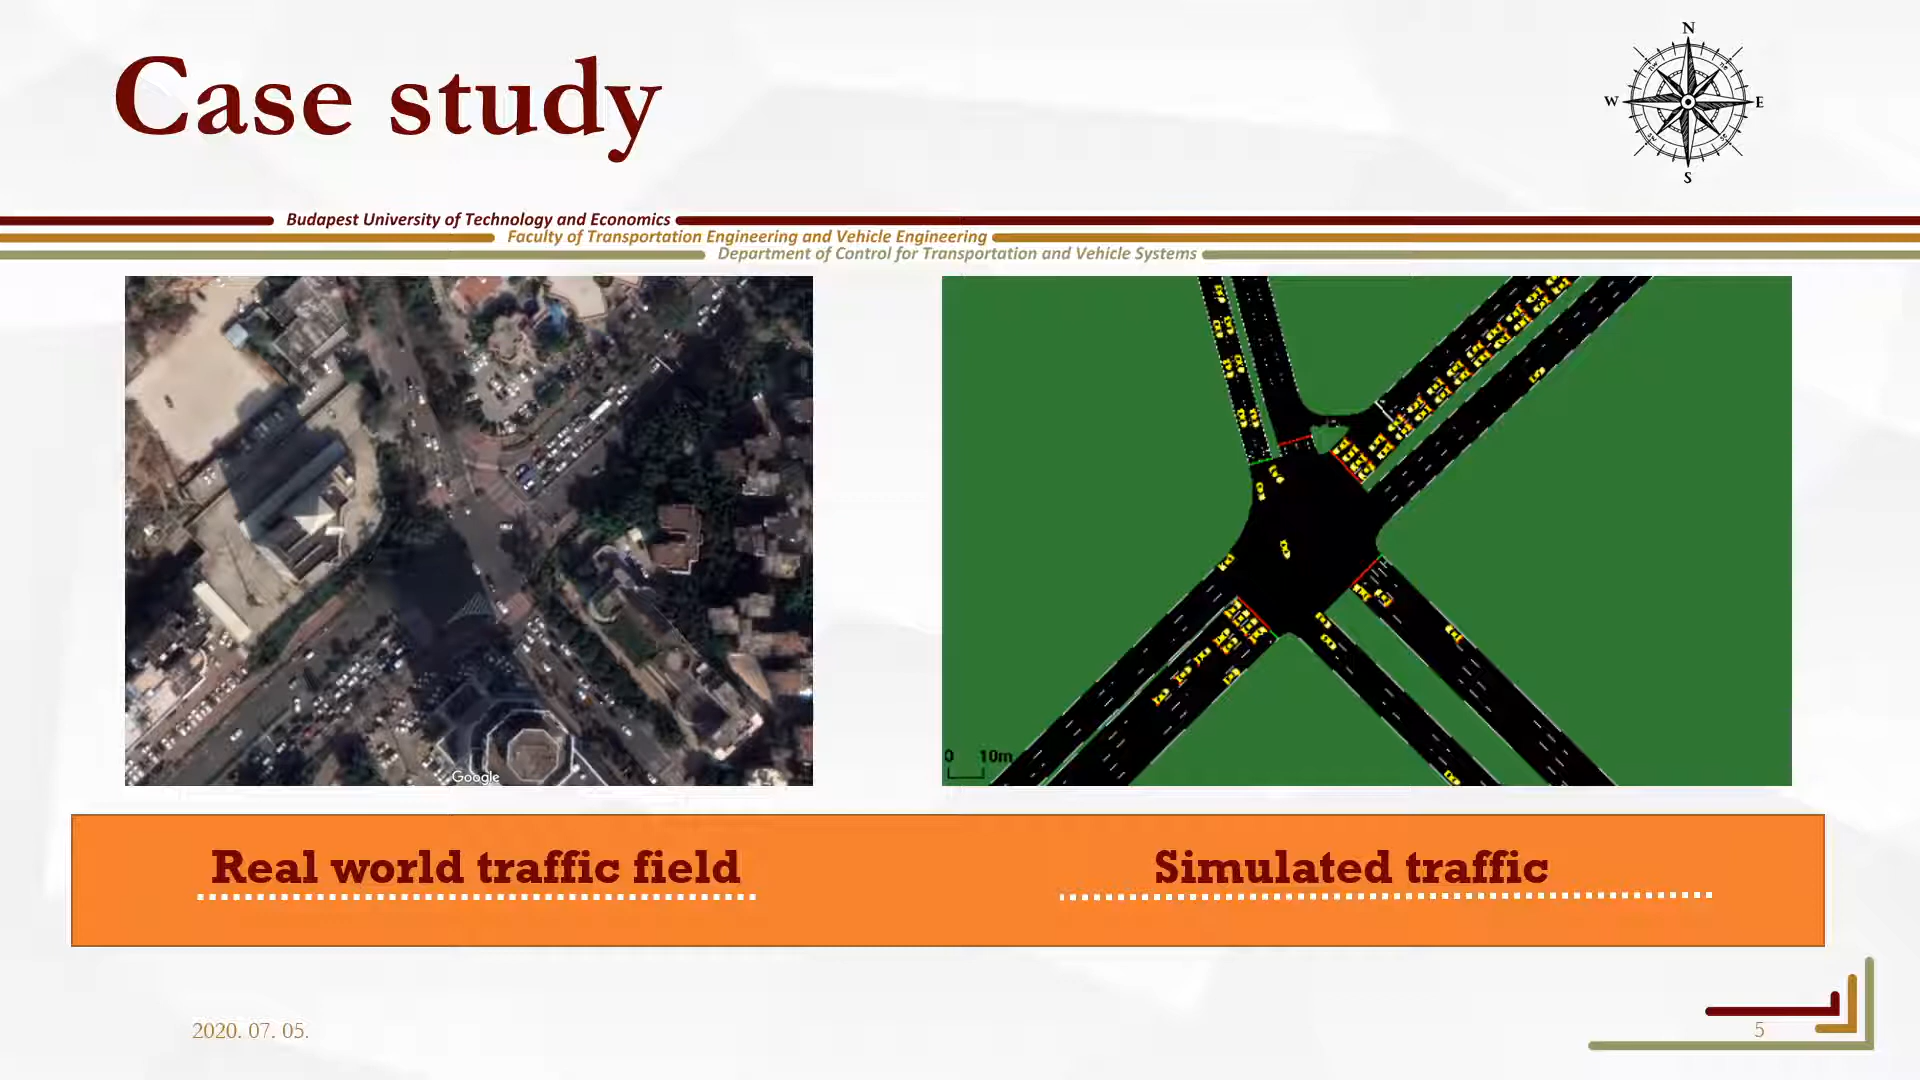 Case study
N
W
E
S
Budapest University of Technology and Economics
Faculty of Transportation Engineering and Vehicle Engineering
Department of Control for Transportation and Vehicle Systems
Google
0 10m
Real world traffic field
Simulated traffic
2020. 07. 05.
5